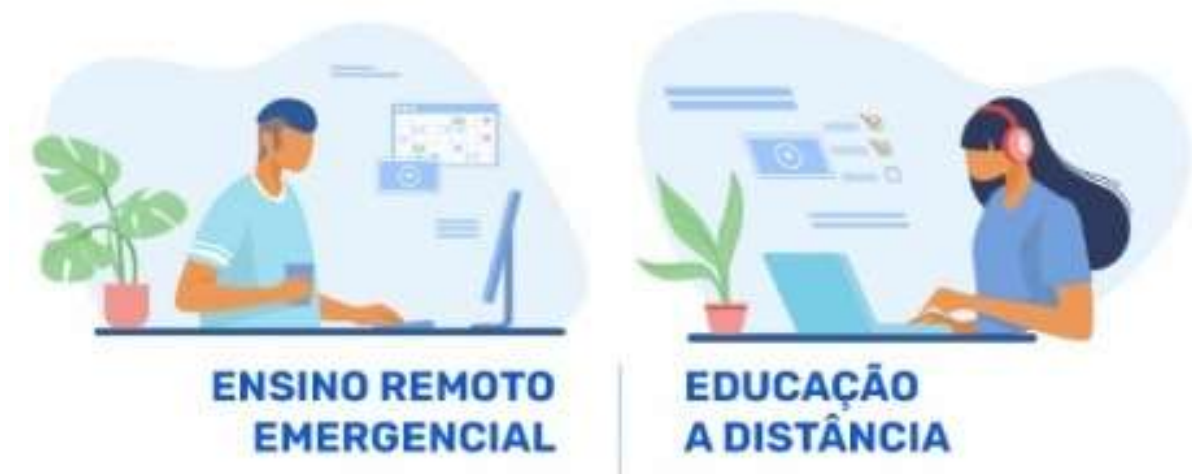 ENSINO REMOTO
EMERGENCIAL
EDUCAÇÃO
A DISTÂNCIA